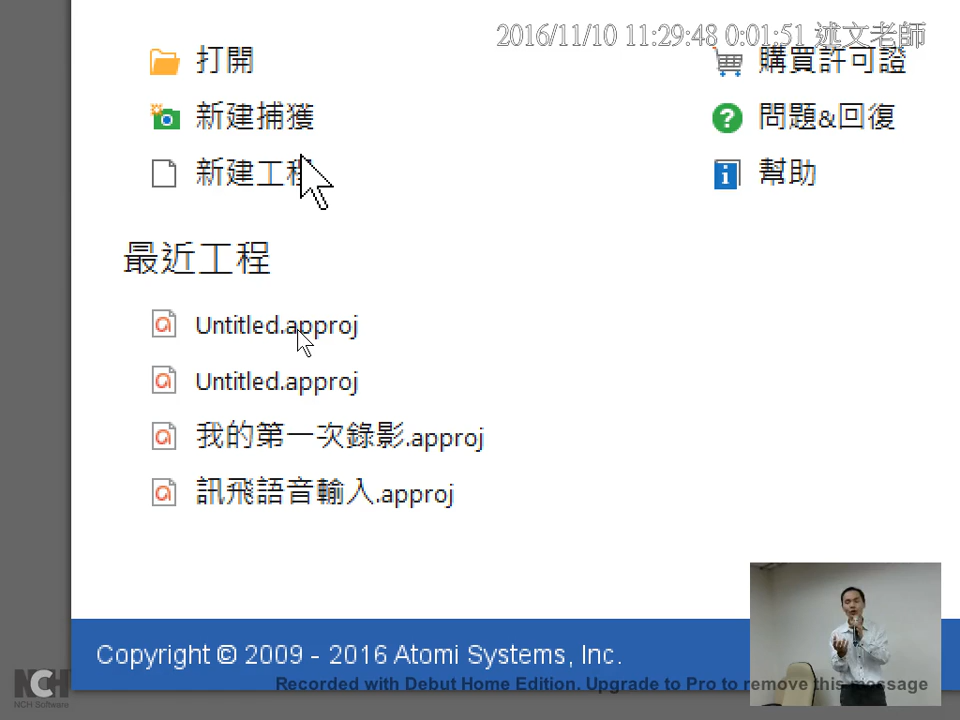 2016/11/10 11:29:48 0:01:51 述文老師
打開
購買許可證
新建捕獲
問題&回復
新建工程
幫助
最近工程
Untitled.approj
Untitled.approj
我的第一次錄影.approj
訊飛語音輸入.approj
Copyright © 2009 - 2016 Atomi Systems, Inc.
Recorded with Debut Home Edition. Upgrade to Pro to remove this message
NCH
NCH Software